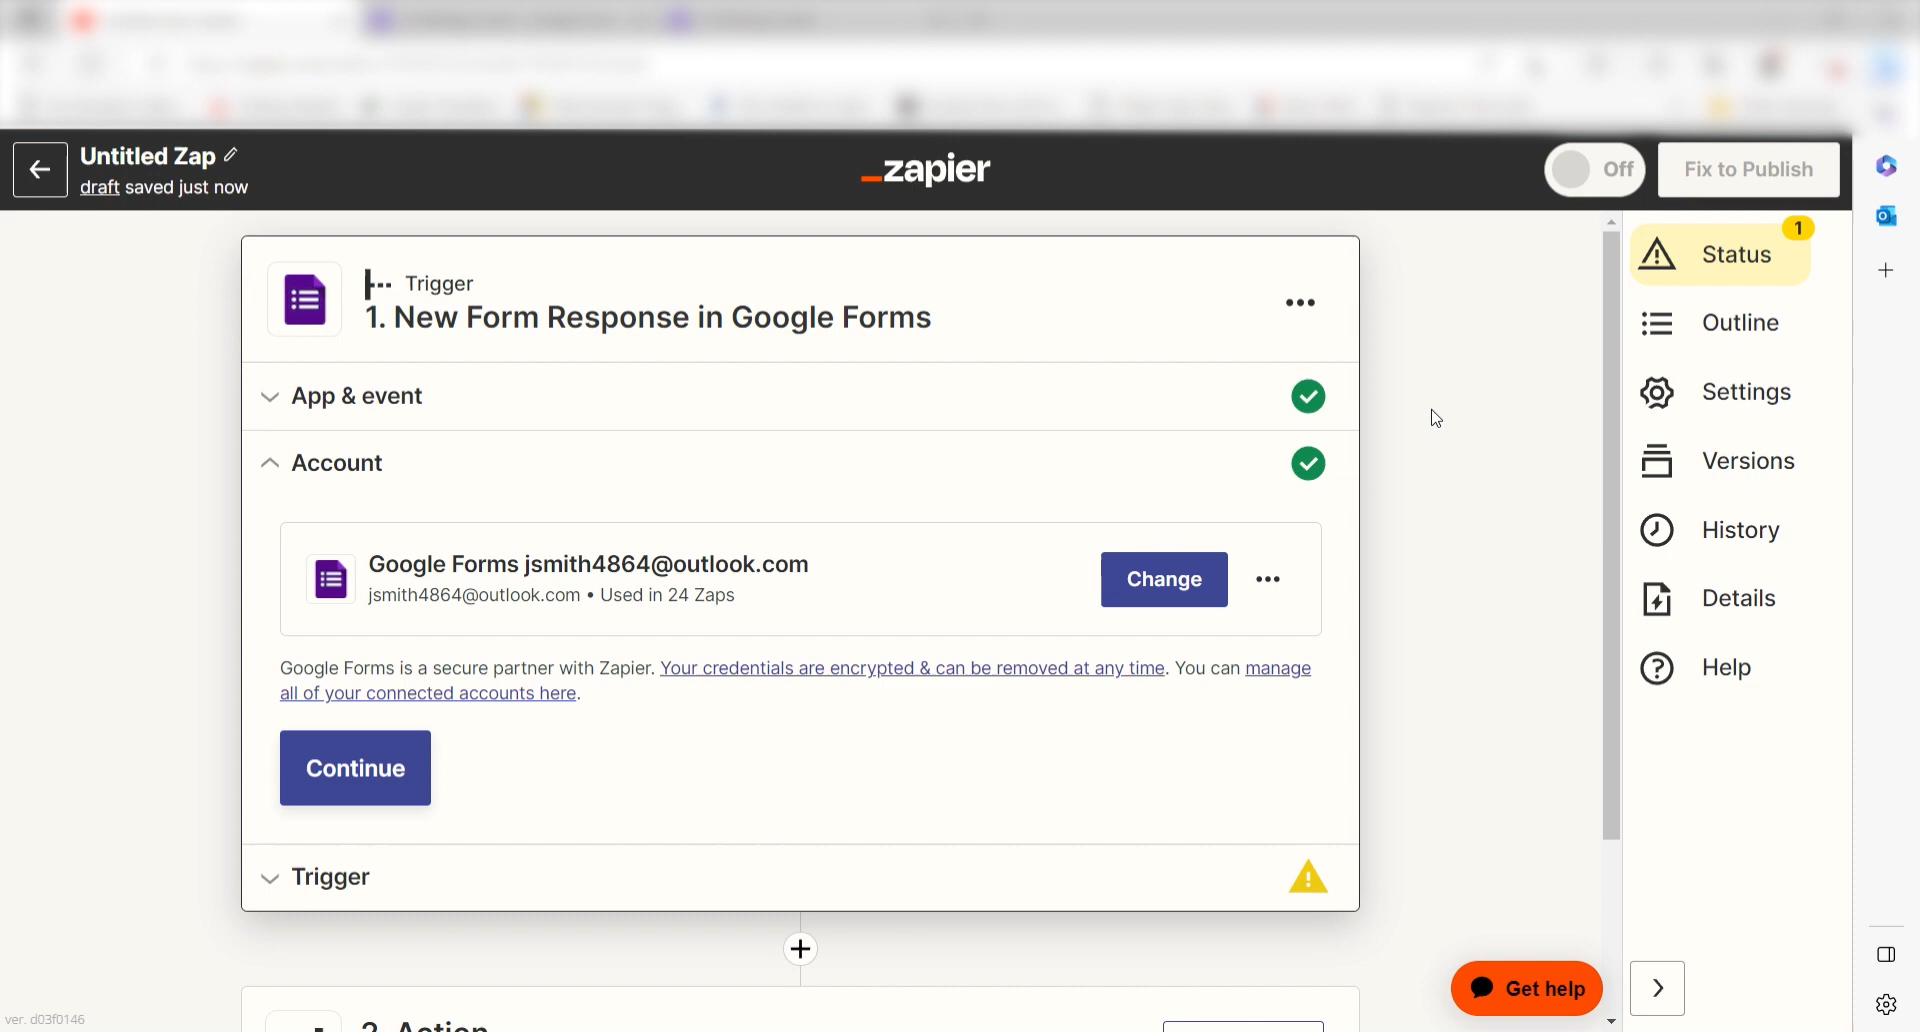 Untitled Zap
draft saved just now
zapier
Off
Fix to Publish
Trigger
1. New Form Response in Google Forms
App & event
Account
Google Forms jsmith4864@outlook.com
jsmith4864@outlook.com • Used in 24 Zaps
Change
Google Forms is a secure partner with Zapier. Your credentials are encrypted & can be removed at any time. You can manage
all of your connected accounts here.
Continue
Trigger
2. Action
1
Status
Outline
Settings
Versions
History
Details
Help
Get help
ver. d03f0146